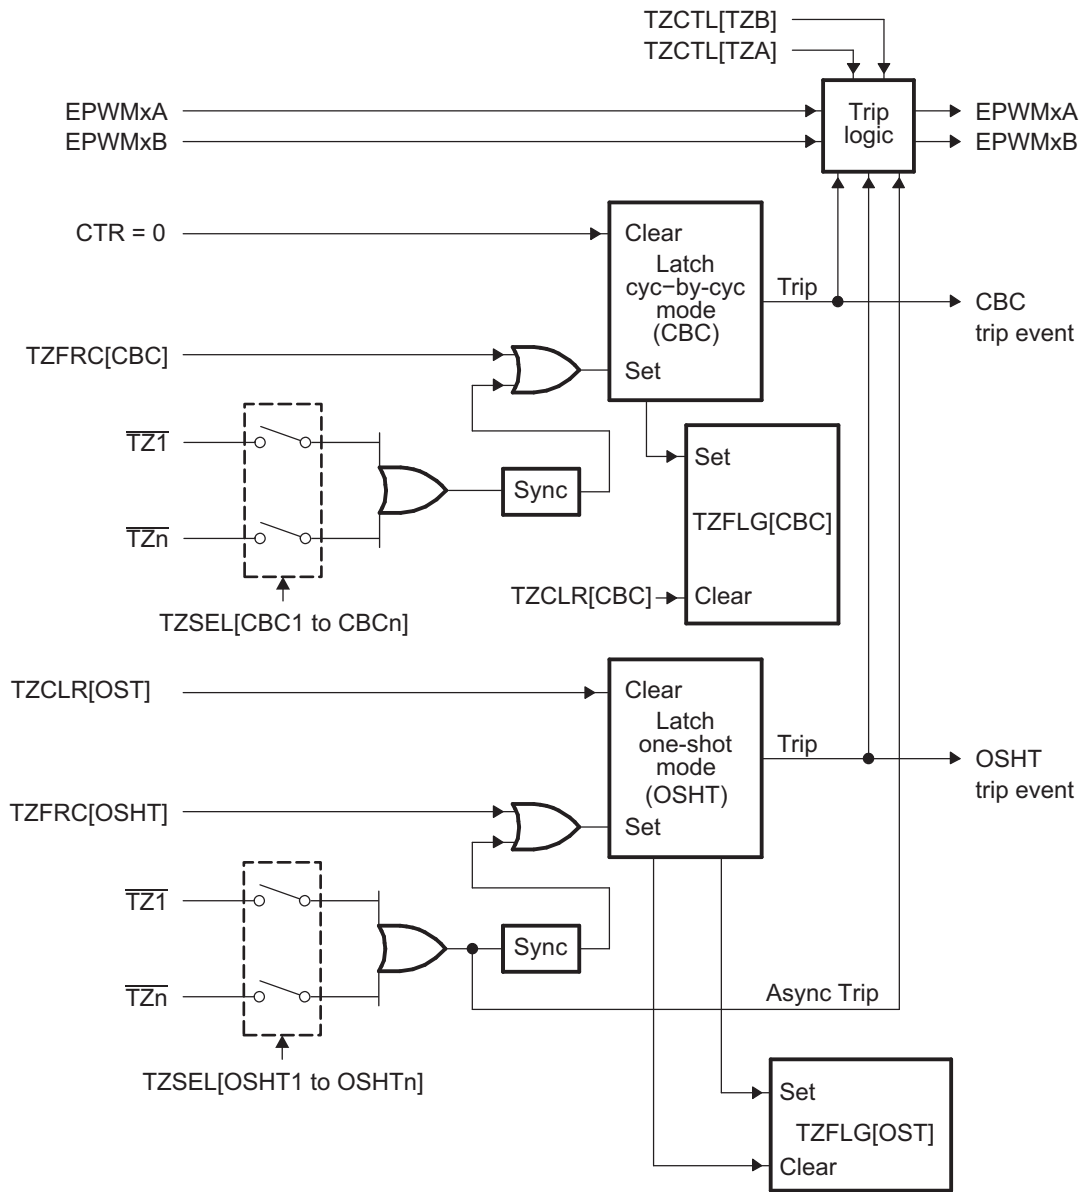 TZCTL[TZB]
TZCTL[TZA]
EPWMxA
EPWMxB
Trip
logic
EPWMxA
EPWMxB
CTR = 0
Clear
Latch
cyc−by-cyc
mode
(CBC)
Set
Trip
CBC
trip event
TZFRC[CBC]
TZ1
TZn
Sync
TZSEL[CBC1 to CBCn]
Set
TZFLG[CBC]
TZCLR[CBC]
Clear
TZCLR[OST]
Clear
Latch
one-shot
mode
(OSHT)
Set
Trip
OSHT
trip event
TZFRC[OSHT]
TZ1
TZn
Sync
Async Trip
TZSEL[OSHT1 to OSHTn]
Set
TZFLG[OST]
Clear